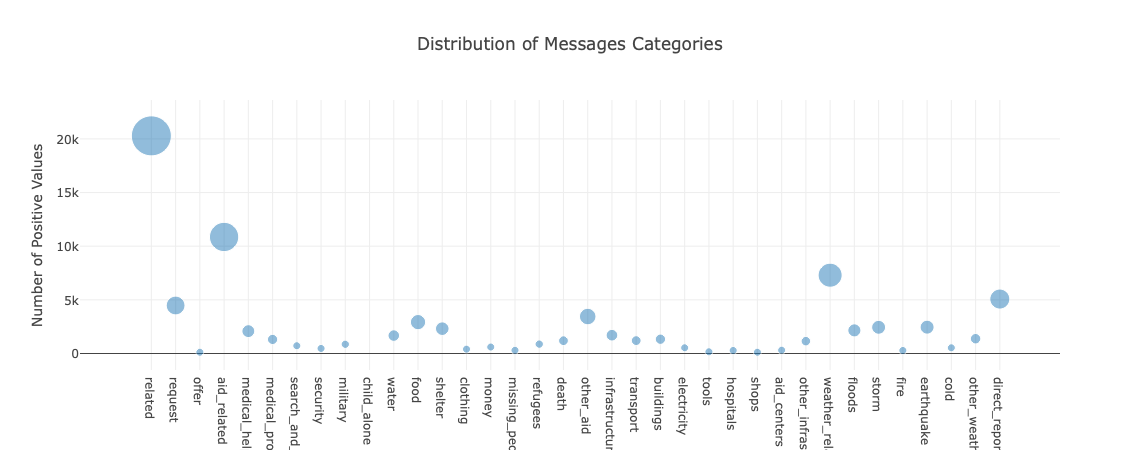 Distribution of Messages Categories
Number of Positive Values
20k
15k
10k
5k
0
related
request
offer
aid_related
medical_hel
medical_pro
search_and_
security
military
child_alone
water
food
shelter
clothing
money
missing_peo
refugees
death
other_aid
infrastructur
transport
buildings
electricity
tools
hospitals
shops
aid_centers
other_infras
weather_rela
floods
storm
fire
earthquake
cold
other_weath
direct_repor